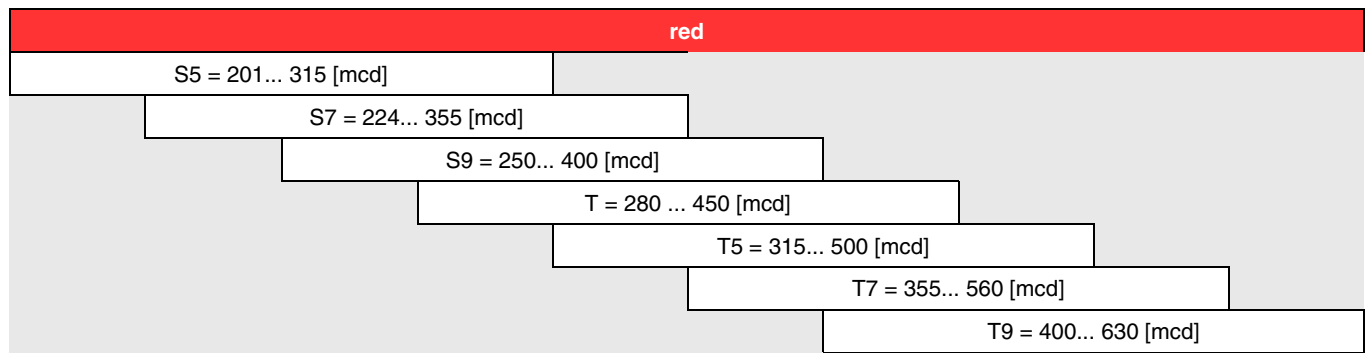 red
S5 = 201... 315 [mcd]
S7 = 224... 355 [mcd]
S9 = 250... 400 [mcd]
T = 280 ... 450 [mcd]
T5 = 315... 500 [mcd]
T7 = 355... 560 [mcd]
T9 = 400... 630 [mcd]